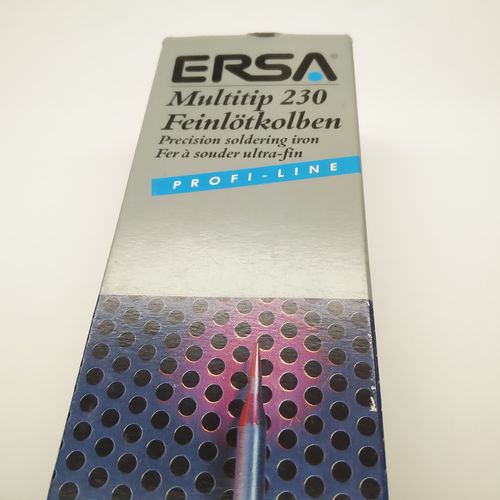 ERSA®
Multitip 230
Feinlötkolben
Precision soldering iron
Fer à souder ultra-fin
PROFI-LINE